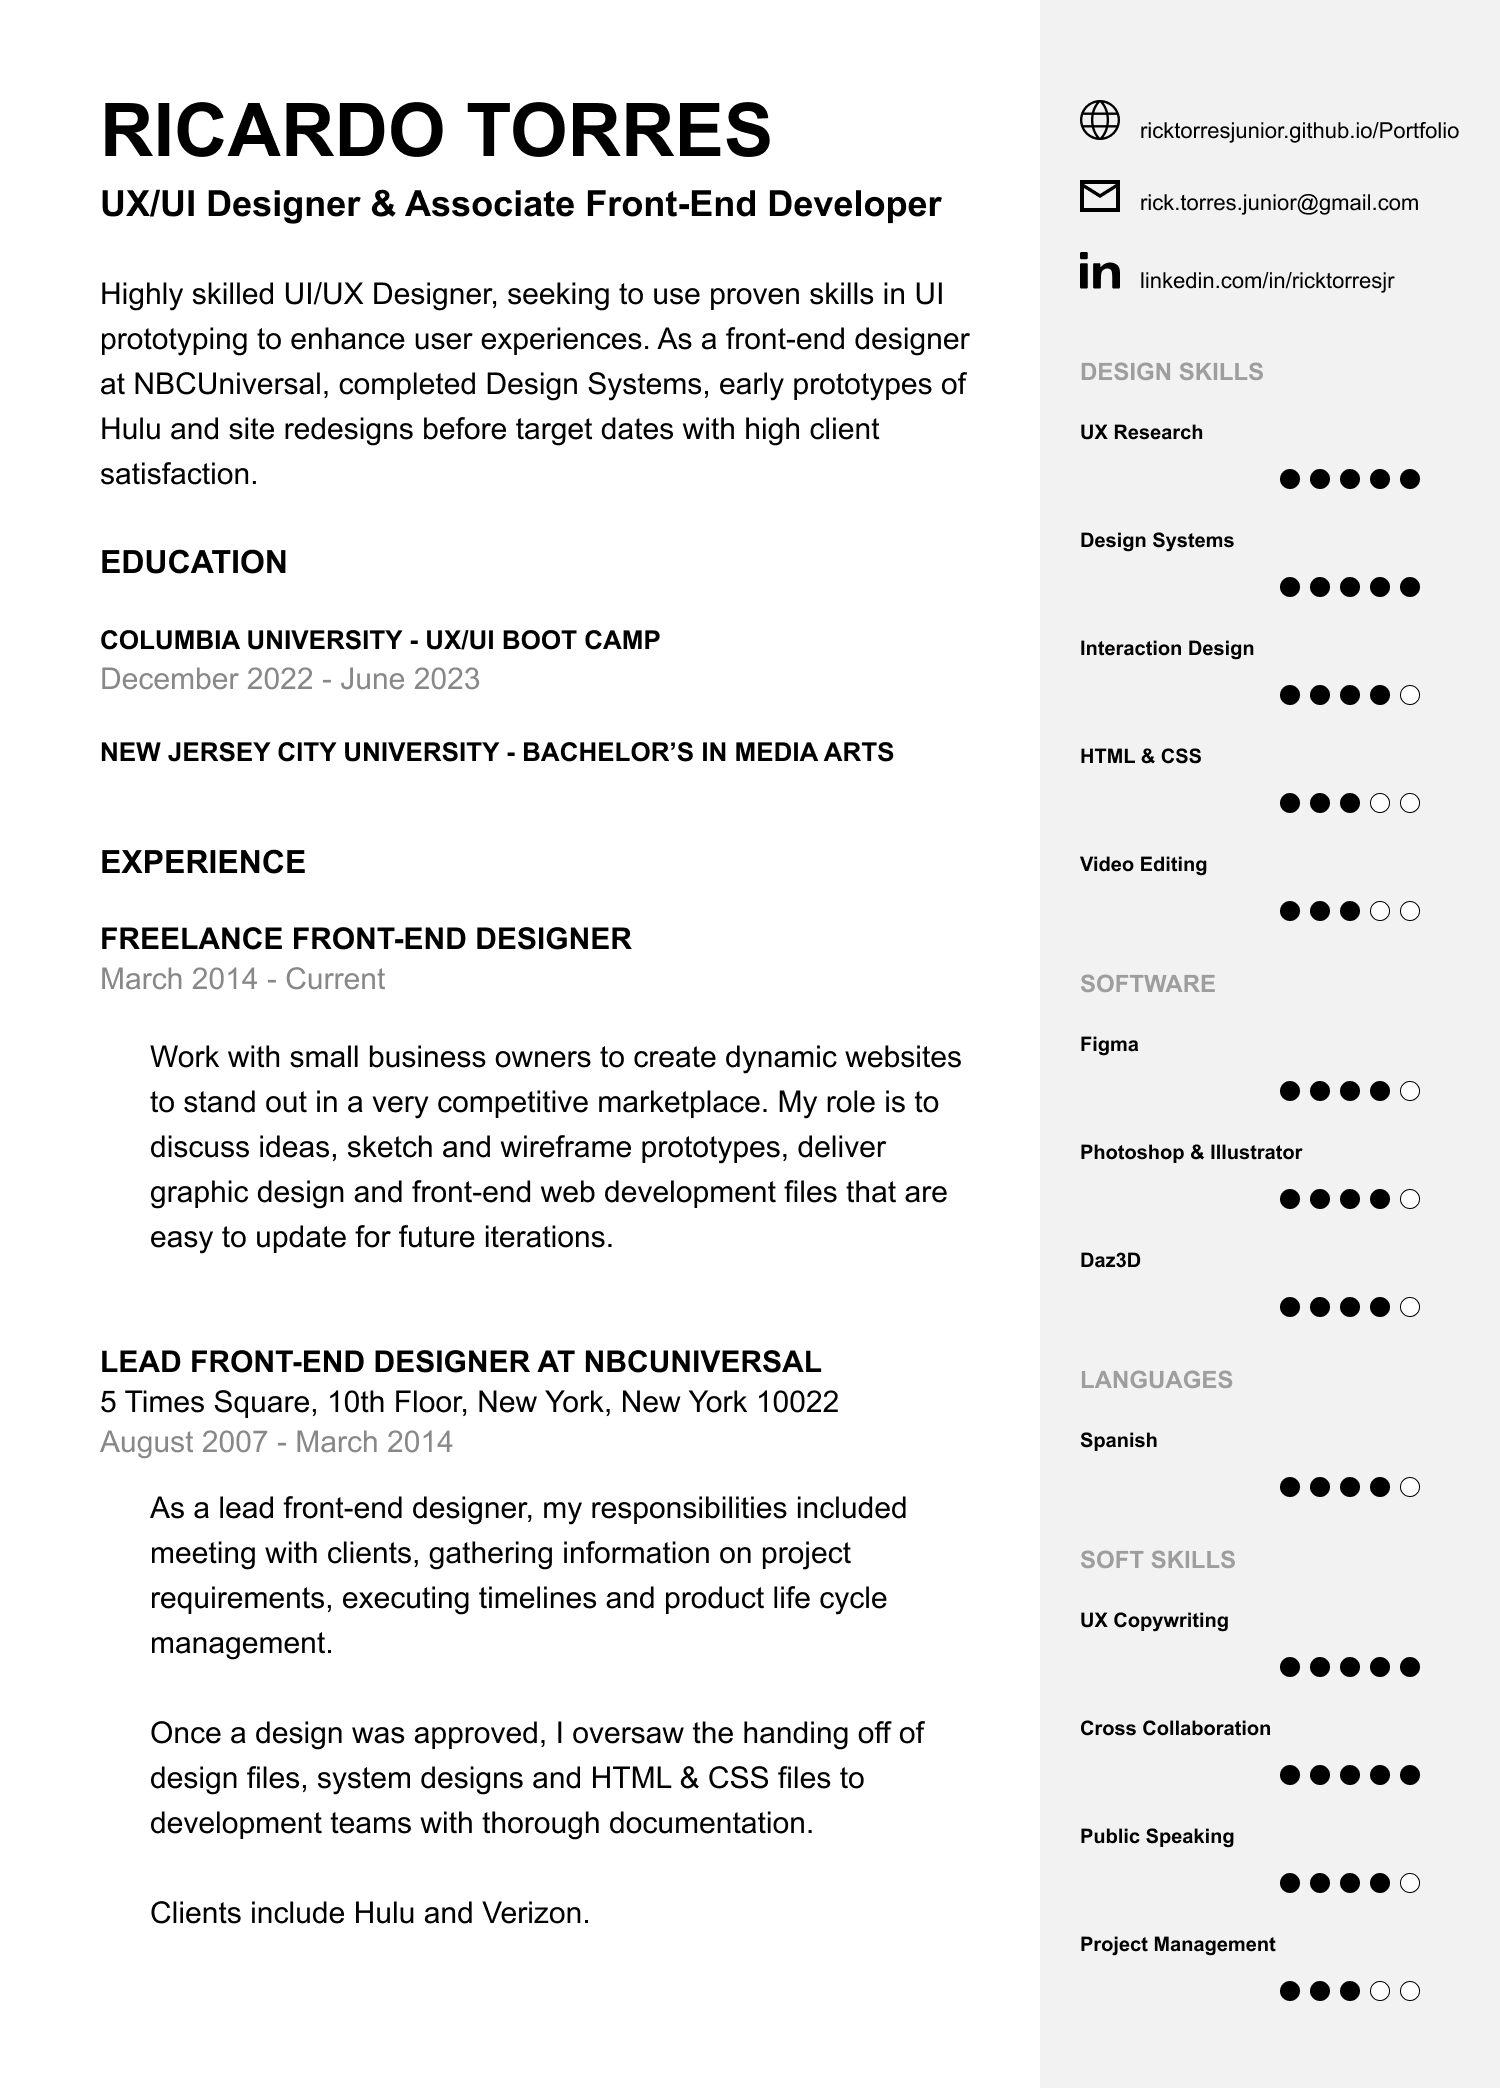 RICARDO TORRES
UX/UI Designer & Associate Front-End Developer
Highly skilled UI/UX Designer, seeking to use proven skills in UI
prototyping to enhance user experiences. As a front-end designer
at NBCUniversal, completed Design Systems, early prototypes of
Hulu and site redesigns before target dates with high client
satisfaction.
EDUCATION
COLUMBIA UNIVERSITY - UX/UI BOOT CAMP
December 2022 - June 2023
NEW JERSEY CITY UNIVERSITY - BACHELOR’S IN MEDIA ARTS
EXPERIENCE
FREELANCE FRONT-END DESIGNER
March 2014 - Current
Work with small business owners to create dynamic websites
to stand out in a very competitive marketplace. My role is to
discuss ideas, sketch and wireframe prototypes, deliver
graphic design and front-end web development files that are
easy to update for future iterations.
LEAD FRONT-END DESIGNER AT NBCUNIVERSAL
5 Times Square, 10th Floor, New York, New York 10022
August 2007 - March 2014
As a lead front-end designer, my responsibilities included
meeting with clients, gathering information on project
requirements, executing timelines and product life cycle
management.
Once a design was approved, I oversaw the handing off of
design files, system designs and HTML & CSS files to
development teams with thorough documentation.
Clients include Hulu and Verizon.
ricktorresjunior.github.io/Portfolio
rick.torres.junior@gmail.com
in linkedin.com/in/ricktorresjr
DESIGN SKILLS
UX Research
Design Systems
Interaction Design
HTML & CSS
Video Editing
SOFTWARE
Figma
Photoshop & Illustrator
Daz3D
LANGUAGES
Spanish
SOFT SKILLS
UX Copywriting
Cross Collaboration
Public Speaking
Project Management